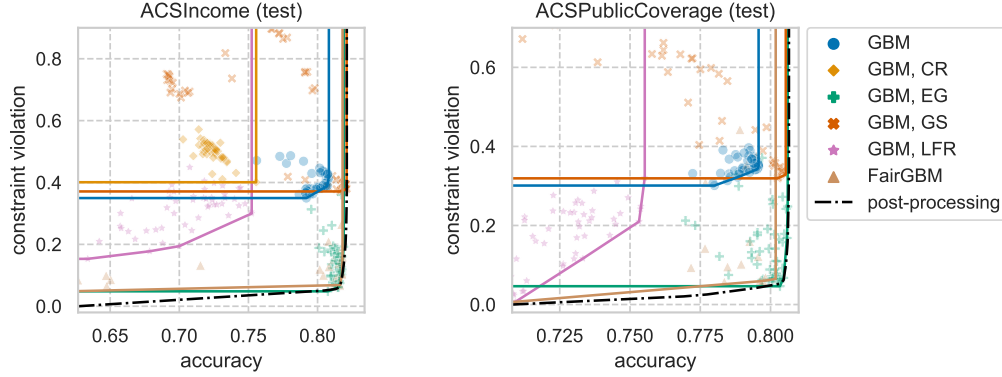 ACSIncome (test)
constraint violation
0.8
0.6
0.4
0.2
0.0
0.65
0.70
0.75
0.80
accuracy
ACSPublicCoverage (test)
constraint violation
0.6
0.4
0.2
0.0
0.725
0.750
0.775
0.800
accuracy
GBM
GBM, CR
GBM, EG
GBM, GS
GBM, LFR
FairGBM
post-processing